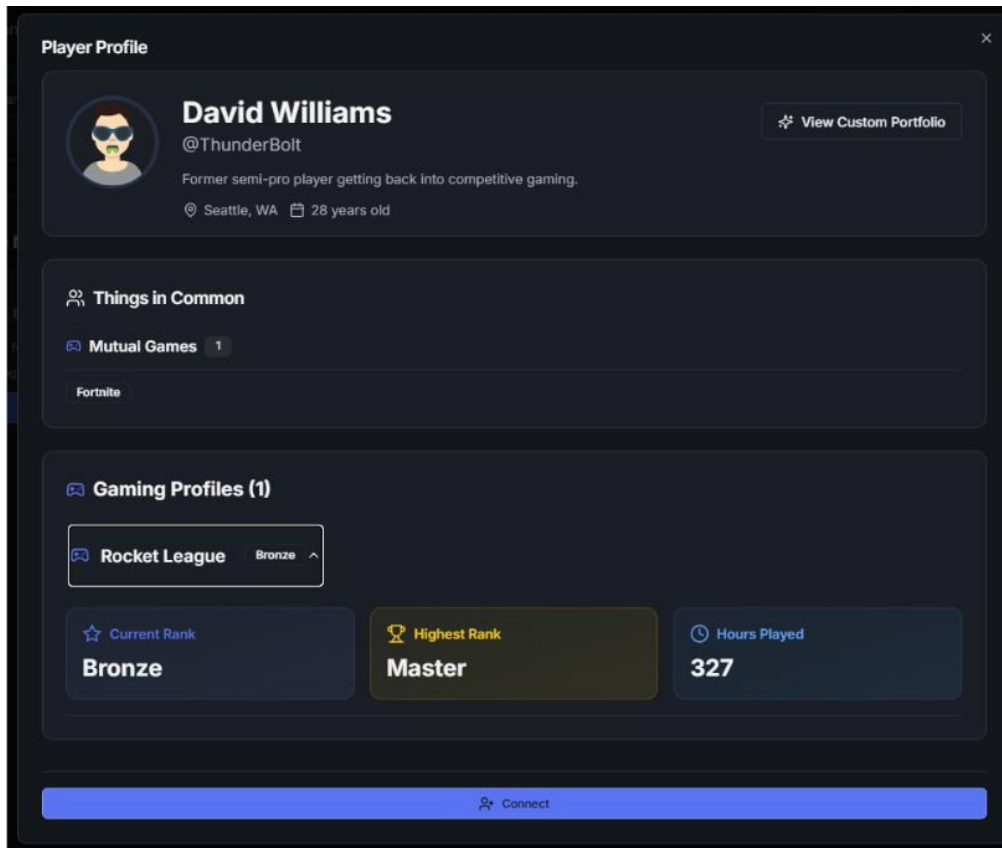 Player Profile
David Williams
@ThunderBolt
View Custom Portfolio
Former semi-pro player getting back into competitive gaming.
Seattle, WA 28 years old
Things in Common
Mutual Games 1
Fortnite
Gaming Profiles (1)
Rocket League Bronze
Current Rank
Bronze
Highest Rank
Master
Hours Played
327
Connect